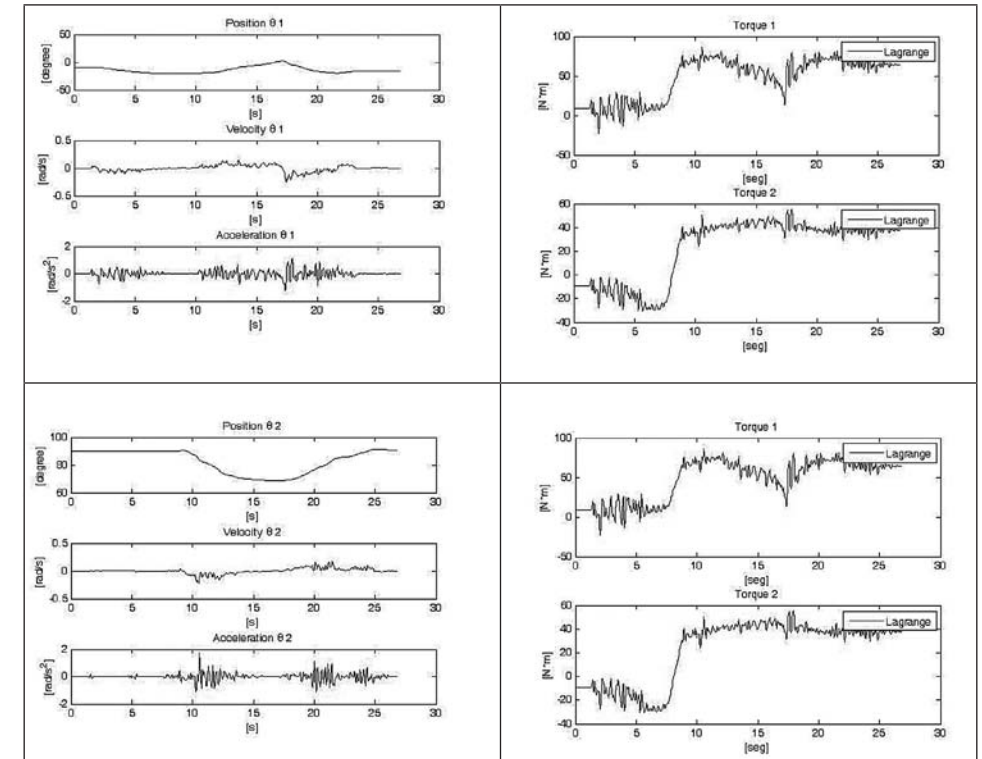 Position θ 1
[degree]
50
0
-50
0 5 10 15 20 25 30
[s]
Velocity θ 1
[rad/s]
0.5
0
-0.5
0 5 10 15 20 25 30
[s]
Acceleration θ 1
[rad/s²]
2
0
-2
0 5 10 15 20 25 30
[s]
Torque 1
[N*m]
100
50
0
-50
Lagrange
0 5 10 15 20 25 30
[seg]
Torque 2
[N*m]
60
40
20
0
-20
-40
Lagrange
0 5 10 15 20 25 30
[seg]
Position θ 2
[degree]
100
80
60
0 5 10 15 20 25 30
[s]
Velocity θ 2
[rad/s]
0.5
0
-0.5
0 5 10 15 20 25 30
[s]
Acceleration θ 2
[rad/s²]
2
0
-2
0 5 10 15 20 25 30
[s]
Torque 1
[N*m]
100
50
0
-50
Lagrange
0 5 10 15 20 25 30
[seg]
Torque 2
[N*m]
60
40
20
0
-20
-40
Lagrange
0 5 10 15 20 25 30
[seg]